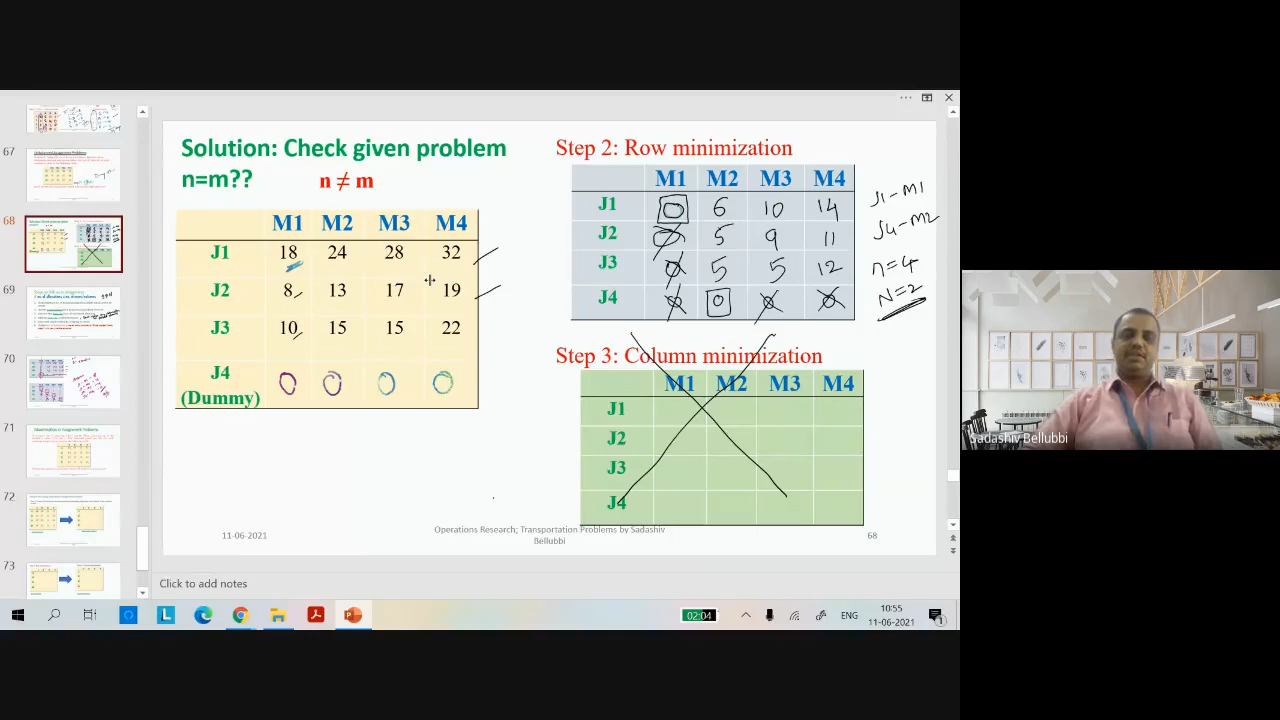 67
68
69
70
71
72
73
Solution: Check given problem
n=m?? n ≠ m
M1 M2 M3 M4
J1 18 24 28 32
J2 8 13 17 19
J3 10 15 15 22
J4
(Dummy) 0 0 0 0
Step 2: Row minimization
M1 M2 M3 M4
J1 0 6 10 14
J2 0 5 9 11
J3 0 5 5 12
J4 0 0 0 0
J1-M1
J4-M2
n=4
N=2
Step 3: Column minimization
M1 M2 M3 M4
J1
J2
J3
J4
11-06-2021
Operations Research; Transportation Problems by Sadashiv
Bellubbi
68
Click to add notes
Sadashiv Bellubbi
02:04
ENG
10:55
11-06-2021
1